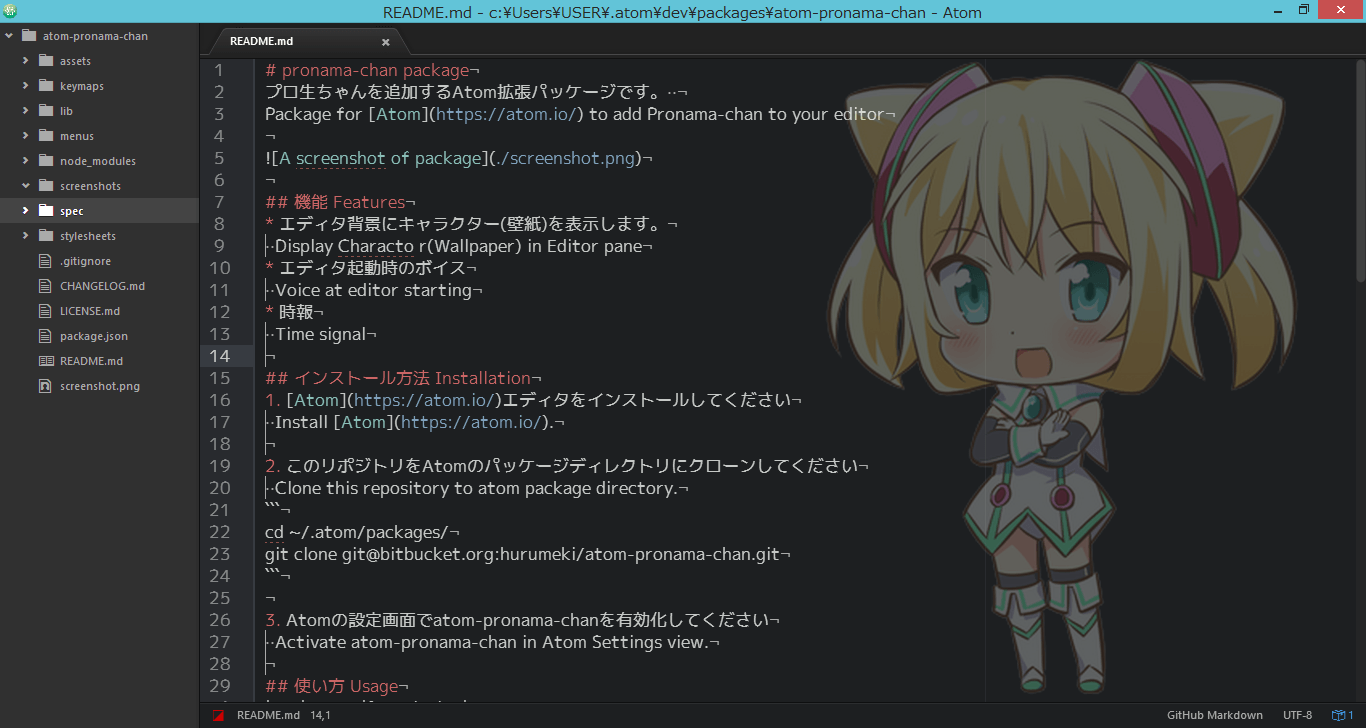 README.md - c:¥Users¥USER¥.atom¥dev¥packages¥atom-pronama-chan - Atom
atom-pronama-chan
assets
keymaps
lib
menus
node_modules
screenshots
spec
stylesheets
.gitignore
CHANGELOG.md
LICENSE.md
package.json
README.md
screenshot.png
README.md ×
1 # pronama-chan package¬
2 プロ生ちゃんを追加するAtom拡張パッケージです。··¬
3 Package for [Atom](https://atom.io/) to add Pronama-chan to your editor¬
4 ¬
5 ![A screenshot of package](./screenshot.png)¬
6 ¬
7 ## 機能 Features¬
8 * エディタ背景にキャラクター(壁紙)を表示します。¬
9 ··Display Characto r(Wallpaper) in Editor pane¬
10 * エディタ起動時のボイス¬
11 ··Voice at editor starting¬
12 * 時報¬
13 ··Time signal¬
14 ¬
15 ## インストール方法 Installation¬
16 1. [Atom](https://atom.io/)エディタをインストールしてください¬
17 ··Install [Atom](https://atom.io/).¬
18 ¬
19 2. このリポジトリをAtomのパッケージディレクトリにクローンしてください¬
20 ··Clone this repository to atom package directory.¬
21 ```¬
22 cd ~/.atom/packages/¬
23 git clone git@bitbucket.org:hurumeki/atom-pronama-chan.git¬
24 ```¬
25 ¬
26 3. Atomの設定画面でatom-pronama-chanを有効化してください¬
27 ··Activate atom-pronama-chan in Atom Settings view.¬
28 ¬
29 ## 使い方 Usage¬
README.md 14,1
GitHub Markdown UTF-8 1